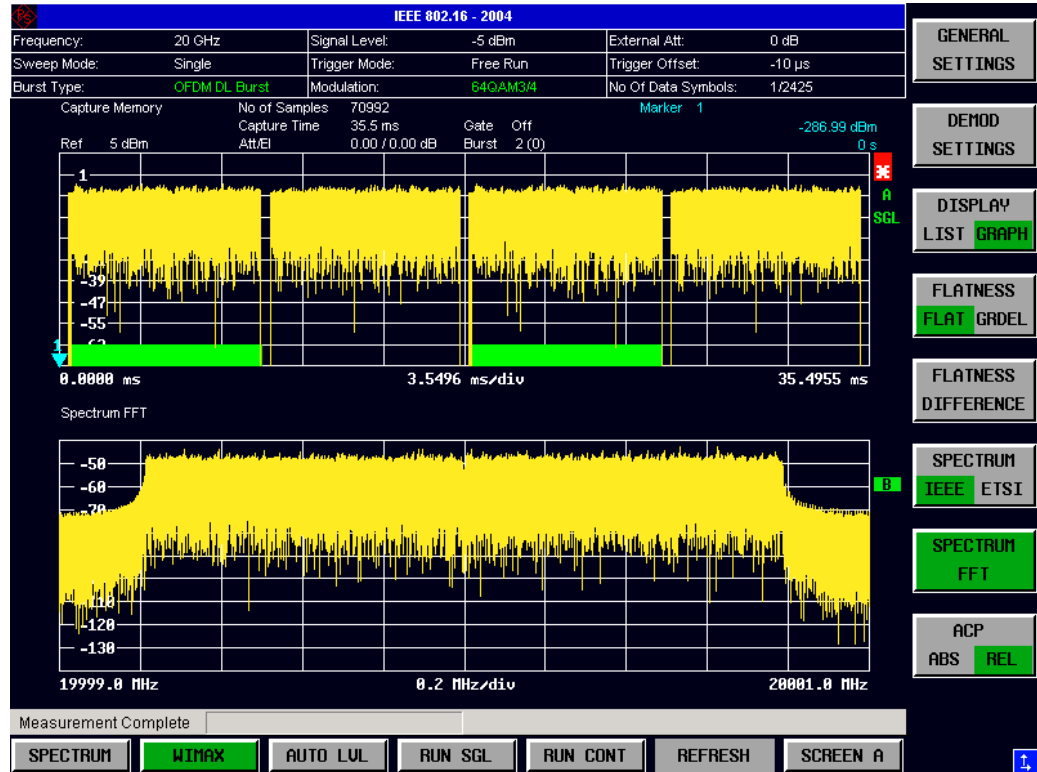 IEEE 802.16 - 2004
Frequency: 20 GHz Signal Level: -5 dBm External Att: 0 dB
Sweep Mode: Single Trigger Mode: Free Run Trigger Offset: -10 µs
Burst Type: OFDM DL Burst Modulation: 64QAM3/4 No Of Data Symbols: 1/2425
Capture Memory No of Samples 70992 Marker 1
Capture Time 35.5 ms Gate Off -286.99 dBm
Ref 5 dBm Att/El 0.00 / 0.00 dB Burst 2 (0) 0 s
1
A
SGL
-39
-47
-55
1
0.0000 ms 3.5496 ms/div 35.4955 ms
Spectrum FFT
-50
-60
B
-70
-110
-120
-130
19999.0 MHz 0.2 MHz/div 20001.0 MHz
Measurement Complete
SPECTRUM WIMAX AUTO LVL RUN SGL RUN CONT REFRESH SCREEN A
GENERAL
SETTINGS
DEMOD
SETTINGS
DISPLAY
LIST GRAPH
FLATNESS
FLAT GRDEL
FLATNESS
DIFFERENCE
SPECTRUM
IEEE ETSI
SPECTRUM
FFT
ACP
ABS REL